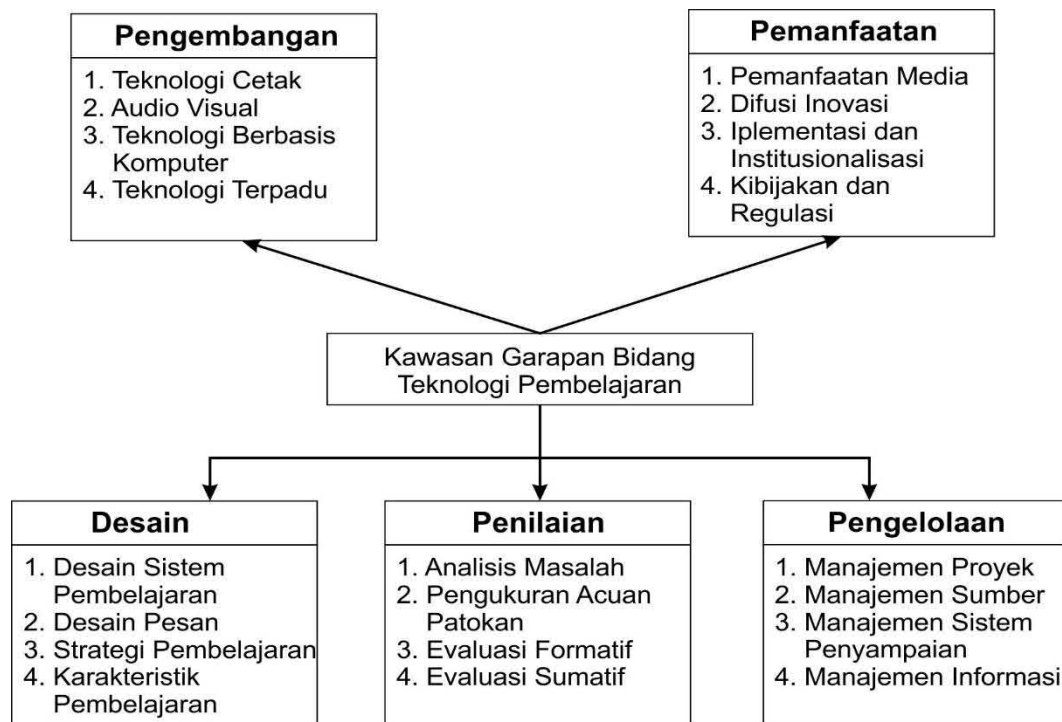 Pengembangan
1. Teknologi Cetak
2. Audio Visual
3. Teknologi Berbasis
Komputer
4. Teknologi Terpadu
Pemanfaatan
1. Pemanfaatan Media
2. Difusi Inovasi
3. Iplementasi dan
Institusionalisasi
4. Kibijakan dan
Regulasi
Kawasan Garapan Bidang
Teknologi Pembelajaran
Desain
1. Desain Sistem
Pembelajaran
2. Desain Pesan
3. Strategi Pembelajaran
4. Karakteristik
Pembelajaran
Penilaian
1. Analisis Masalah
2. Pengukuran Acuan
Patokan
3. Evaluasi Formatif
4. Evaluasi Sumatif
Pengelolaan
1. Manajemen Proyek
2. Manajemen Sumber
3. Manajemen Sistem
Penyampaian
4. Manajemen Informasi